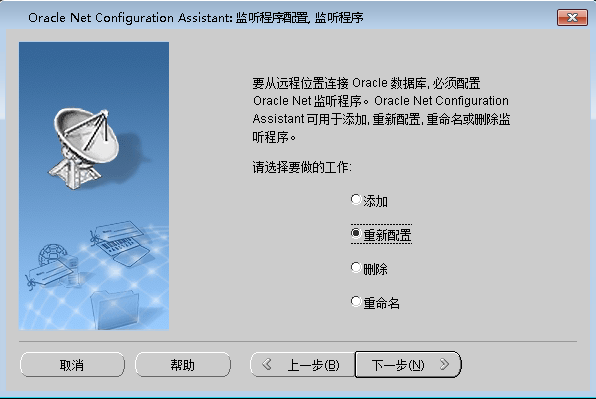 Oracle Net Configuration Assistant: 监听程序配置, 监听程序
要从远程位置连接 Oracle 数据库, 必须配置
Oracle Net 监听程序。Oracle Net Configuration
Assistant 可用于添加, 重新配置, 重命名或删除监
听程序。
请选择要做的工作:
添加
重新配置
删除
重命名
取消
帮助
上一步(B)
下一步(N)